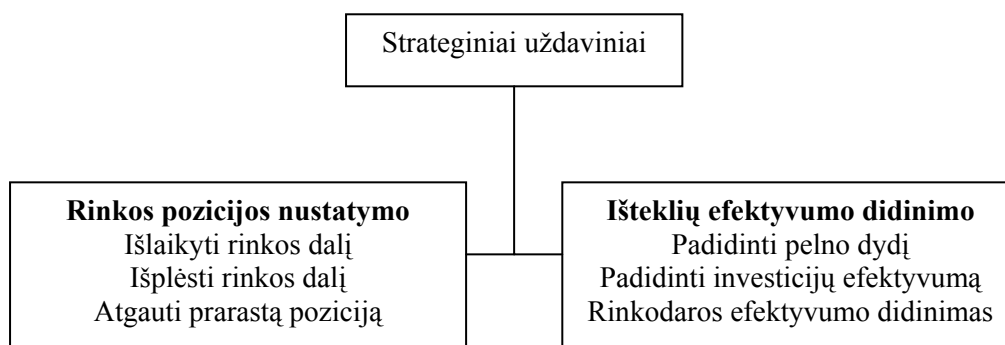 Strateginiai uždaviniai
Rinkos pozicijos nustatymo
Išlaikyti rinkos dalį
Išplėsti rinkos dalį
Atgauti prarastą poziciją
Išteklių efektyvumo didinimo
Padidinti pelno dydį
Padidinti investicijų efektyvumą
Rinkodaros efektyvumo didinimas